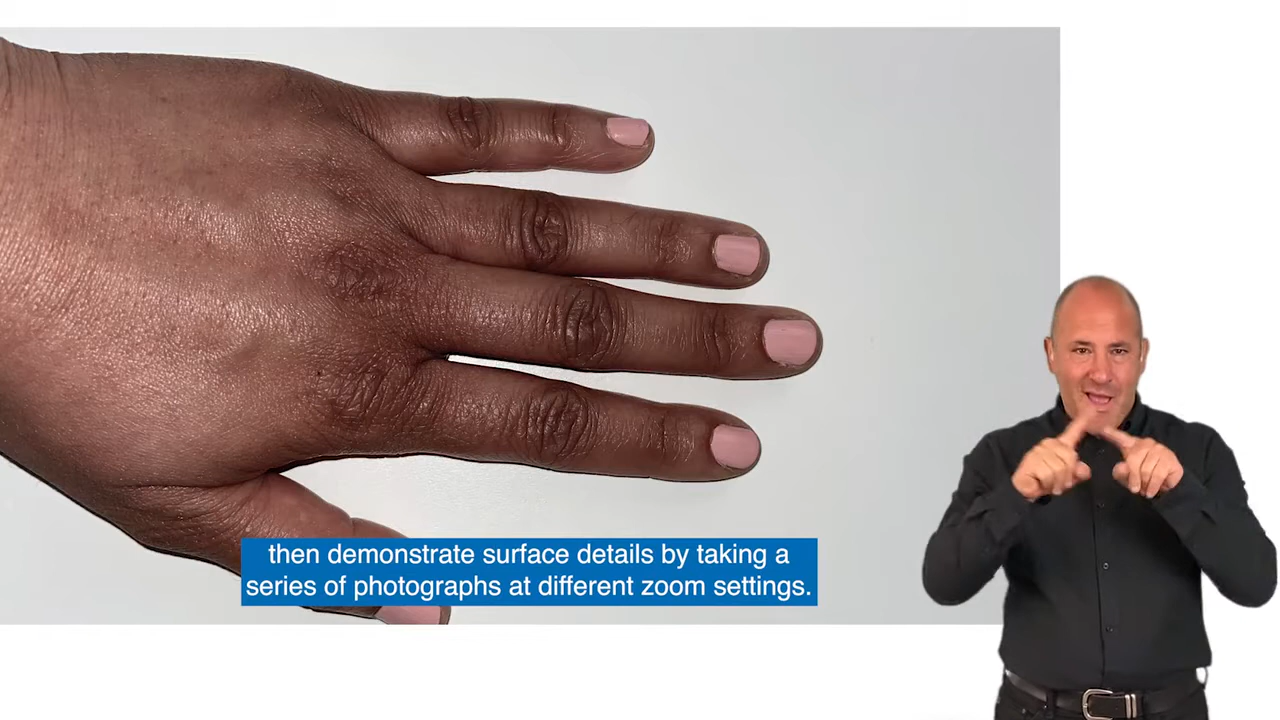 then demonstrate surface details by taking a
series of photographs at different zoom settings.